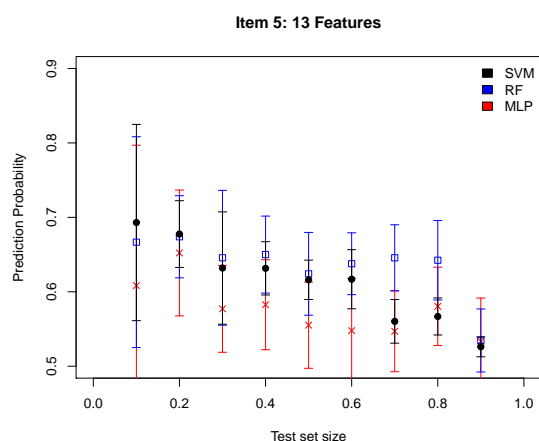 Item 5: 13 Features
Prediction Probability
0.9
0.8
0.7
0.6
0.5
SVM
RF
MLP
0.0 0.2 0.4 0.6 0.8 1.0
Test set size